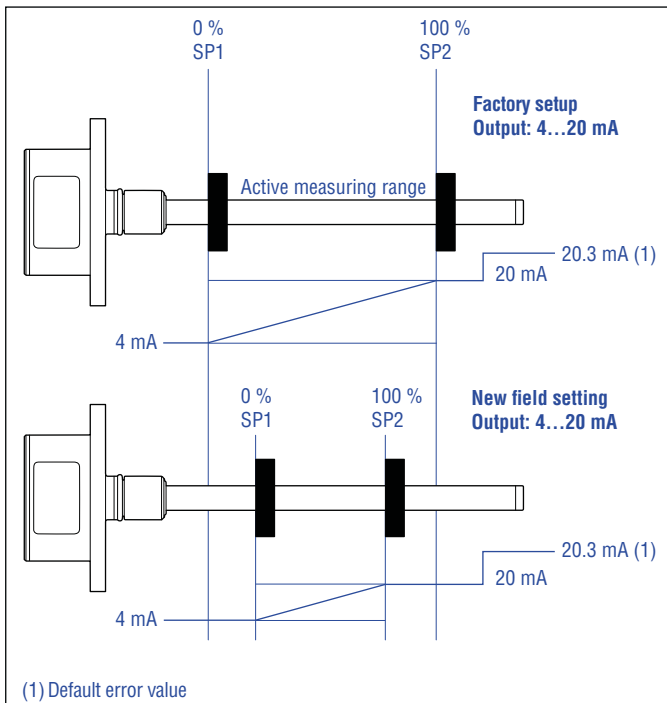 0 %
SP1
100 %
SP2
Factory setup
Output: 4…20 mA
Active measuring range
20.3 mA (1)
20 mA
4 mA
0 %
SP1
100 %
SP2
New field setting
Output: 4…20 mA
20.3 mA (1)
20 mA
4 mA
(1) Default error value